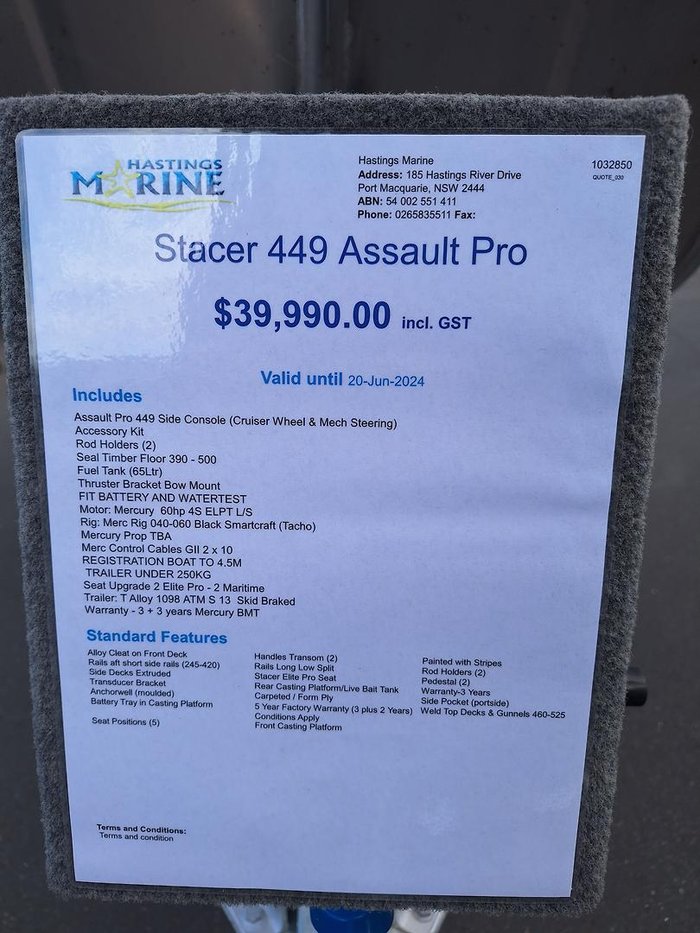 HASTINGS
MARINE
Hastings Marine
Address: 185 Hastings River Drive
Port Macquarie, NSW 2444
ABN: 54 002 551 411
Phone: 0265835511 Fax:
1032850
QUOTE_030
Stacer 449 Assault Pro
$39,990.00 incl. GST
Valid until 20-Jun-2024
Includes
Assault Pro 449 Side Console (Cruiser Wheel & Mech Steering)
Accessory Kit
Rod Holders (2)
Seal Timber Floor 390 - 500
Fuel Tank (65Ltr)
Thruster Bracket Bow Mount
FIT BATTERY AND WATERTEST
Motor: Mercury 60hp 4S ELPT L/S
Rig: Merc Rig 040-060 Black Smartcraft (Tacho)
Mercury Prop TBA
Merc Control Cables GII 2 x 10
REGISTRATION BOAT TO 4.5M
TRAILER UNDER 250KG
Seat Upgrade 2 Elite Pro - 2 Maritime
Trailer: T Alloy 1098 ATM S 13 Skid Braked
Warranty - 3 + 3 years Mercury BMT
Standard Features
Alloy Cleat on Front Deck
Rails aft short side rails (245-420)
Side Decks Extruded
Transducer Bracket
Anchorwell (moulded)
Battery Tray in Casting Platform
Seat Positions (5)
Handles Transom (2)
Rails Long Low Split
Stacer Elite Pro Seat
Rear Casting Platform/Live Bait Tank
Carpeted / Form Ply
5 Year Factory Warranty (3 plus 2 Years)
Conditions Apply
Front Casting Platform
Painted with Stripes
Rod Holders (2)
Pedestal (2)
Warranty-3 Years
Side Pocket (portside)
Weld Top Decks & Gunnels 460-525
Terms and Conditions:
Terms and condition